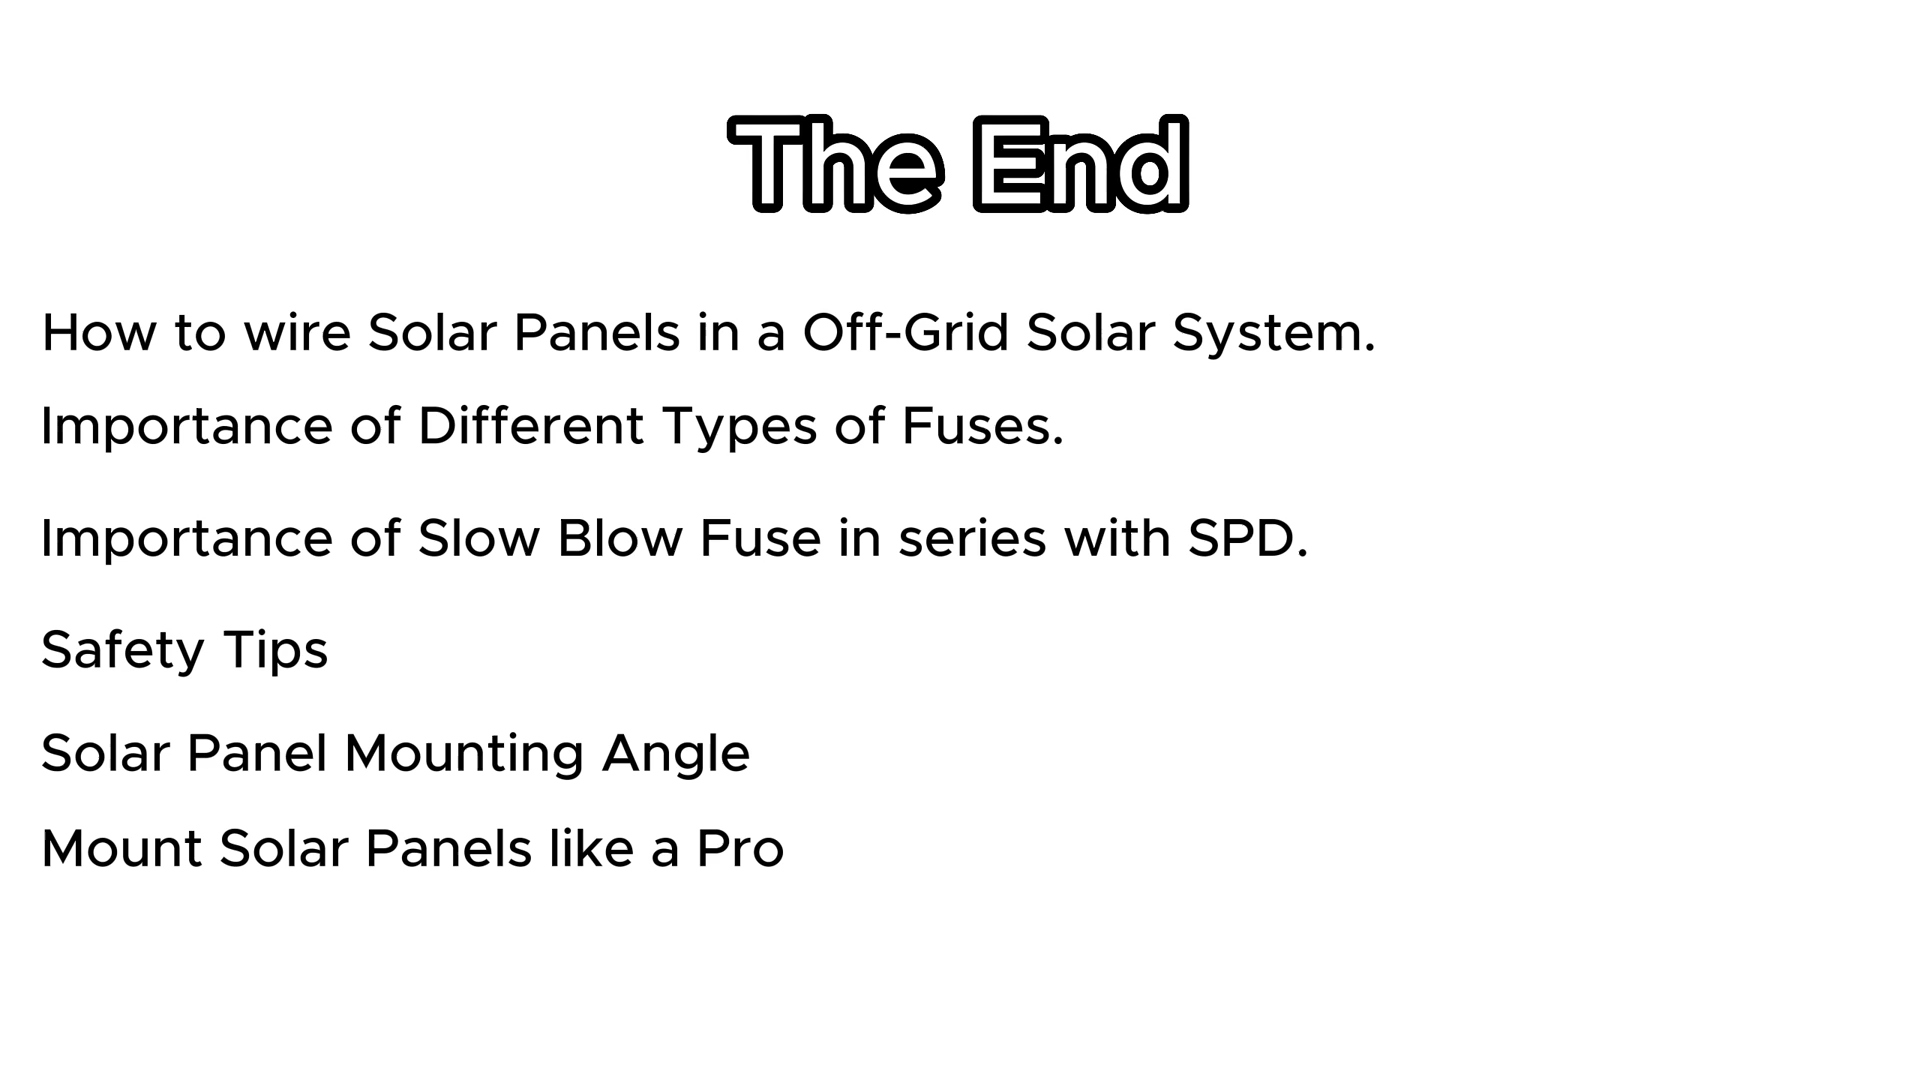 The End
How to wire Solar Panels in a Off-Grid Solar System.
Importance of Different Types of Fuses.
Importance of Slow Blow Fuse in series with SPD.
Safety Tips
Solar Panel Mounting Angle
Mount Solar Panels like a Pro